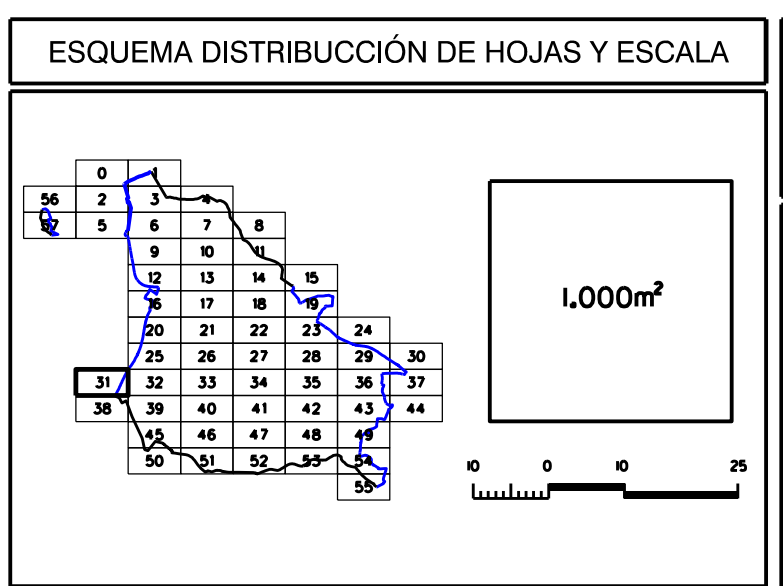 ESQUEMA DISTRIBUCCIÓN DE HOJAS Y ESCALA
0 1
56 2 3 4
57 5 6 7 8
9 10 11
12 13 14 15
16 17 18 19
20 21 22 23 24
25 26 27 28 29 30
31 32 33 34 35 36 37
38 39 40 41 42 43 44
45 46 47 48 49
50 51 52 53 54
55
1.000m²
10 0 10 25